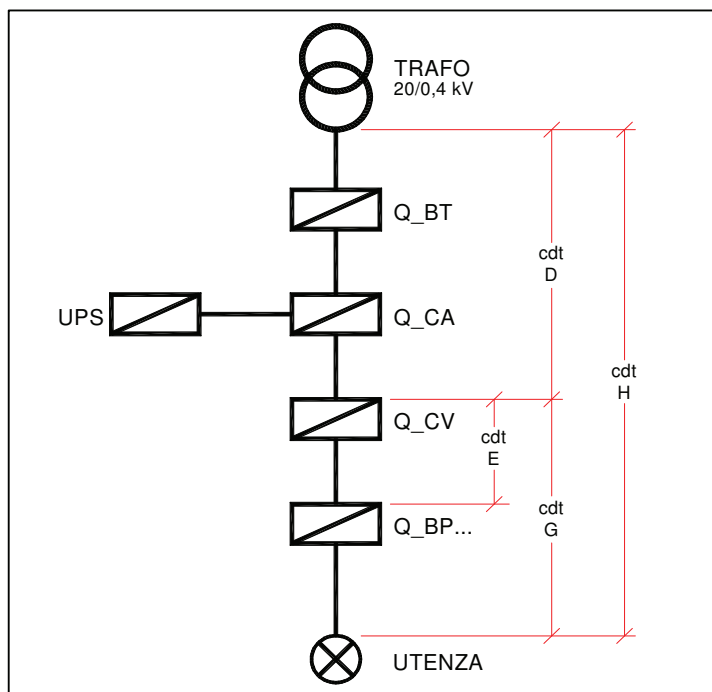 TRAFO
20/0,4 kV
Q_BT
cdt
D
UPS
Q_CA
cdt
H
Q_CV
cdt
E
cdt
G
Q_BP...
UTENZA